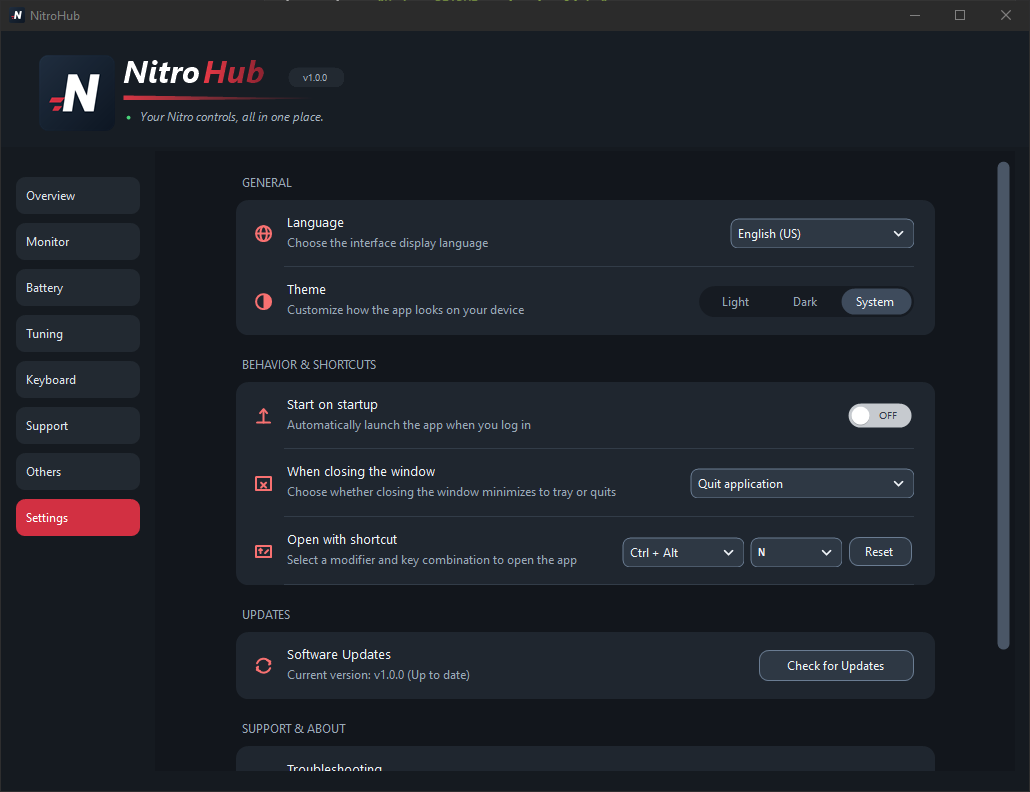 NitroHub
N
Nitro Hub
v1.0.0
Your Nitro controls, all in one place.
Overview
Monitor
Battery
Tuning
Keyboard
Support
Others
Settings
GENERAL
Language
Choose the interface display language
English (US)
Theme
Customize how the app looks on your device
Light
Dark
System
BEHAVIOR & SHORTCUTS
Start on startup
Automatically launch the app when you log in
OFF
When closing the window
Choose whether closing the window minimizes to tray or quits
Quit application
Open with shortcut
Select a modifier and key combination to open the app
Ctrl + Alt
N
Reset
UPDATES
Software Updates
Current version: v1.0.0 (Up to date)
Check for Updates
SUPPORT & ABOUT
Troubleshooting